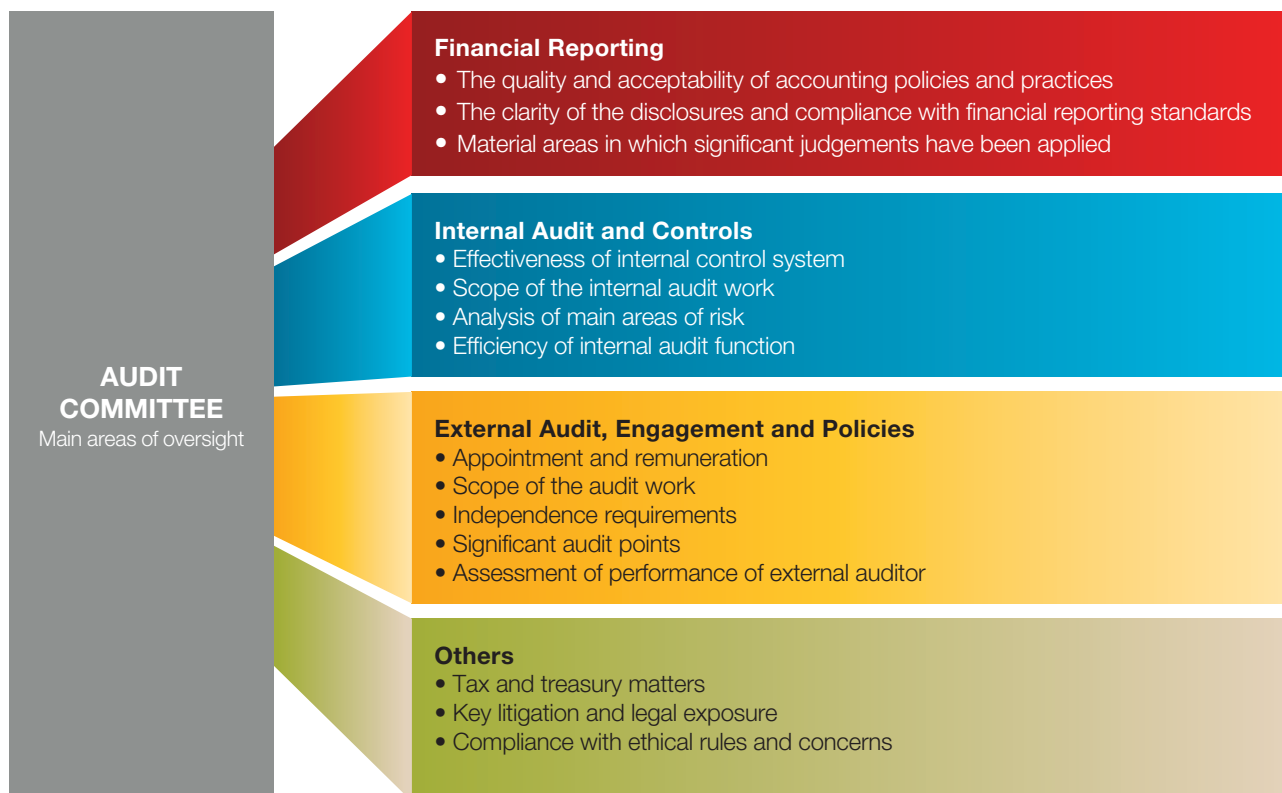 AUDIT
COMMITTEE
Main areas of oversight
Financial Reporting
• The quality and acceptability of accounting policies and practices
• The clarity of the disclosures and compliance with financial reporting standards
• Material areas in which significant judgements have been applied
Internal Audit and Controls
• Effectiveness of internal control system
• Scope of the internal audit work
• Analysis of main areas of risk
• Efficiency of internal audit function
External Audit, Engagement and Policies
• Appointment and remuneration
• Scope of the audit work
• Independence requirements
• Significant audit points
• Assessment of performance of external auditor
Others
• Tax and treasury matters
• Key litigation and legal exposure
• Compliance with ethical rules and concerns